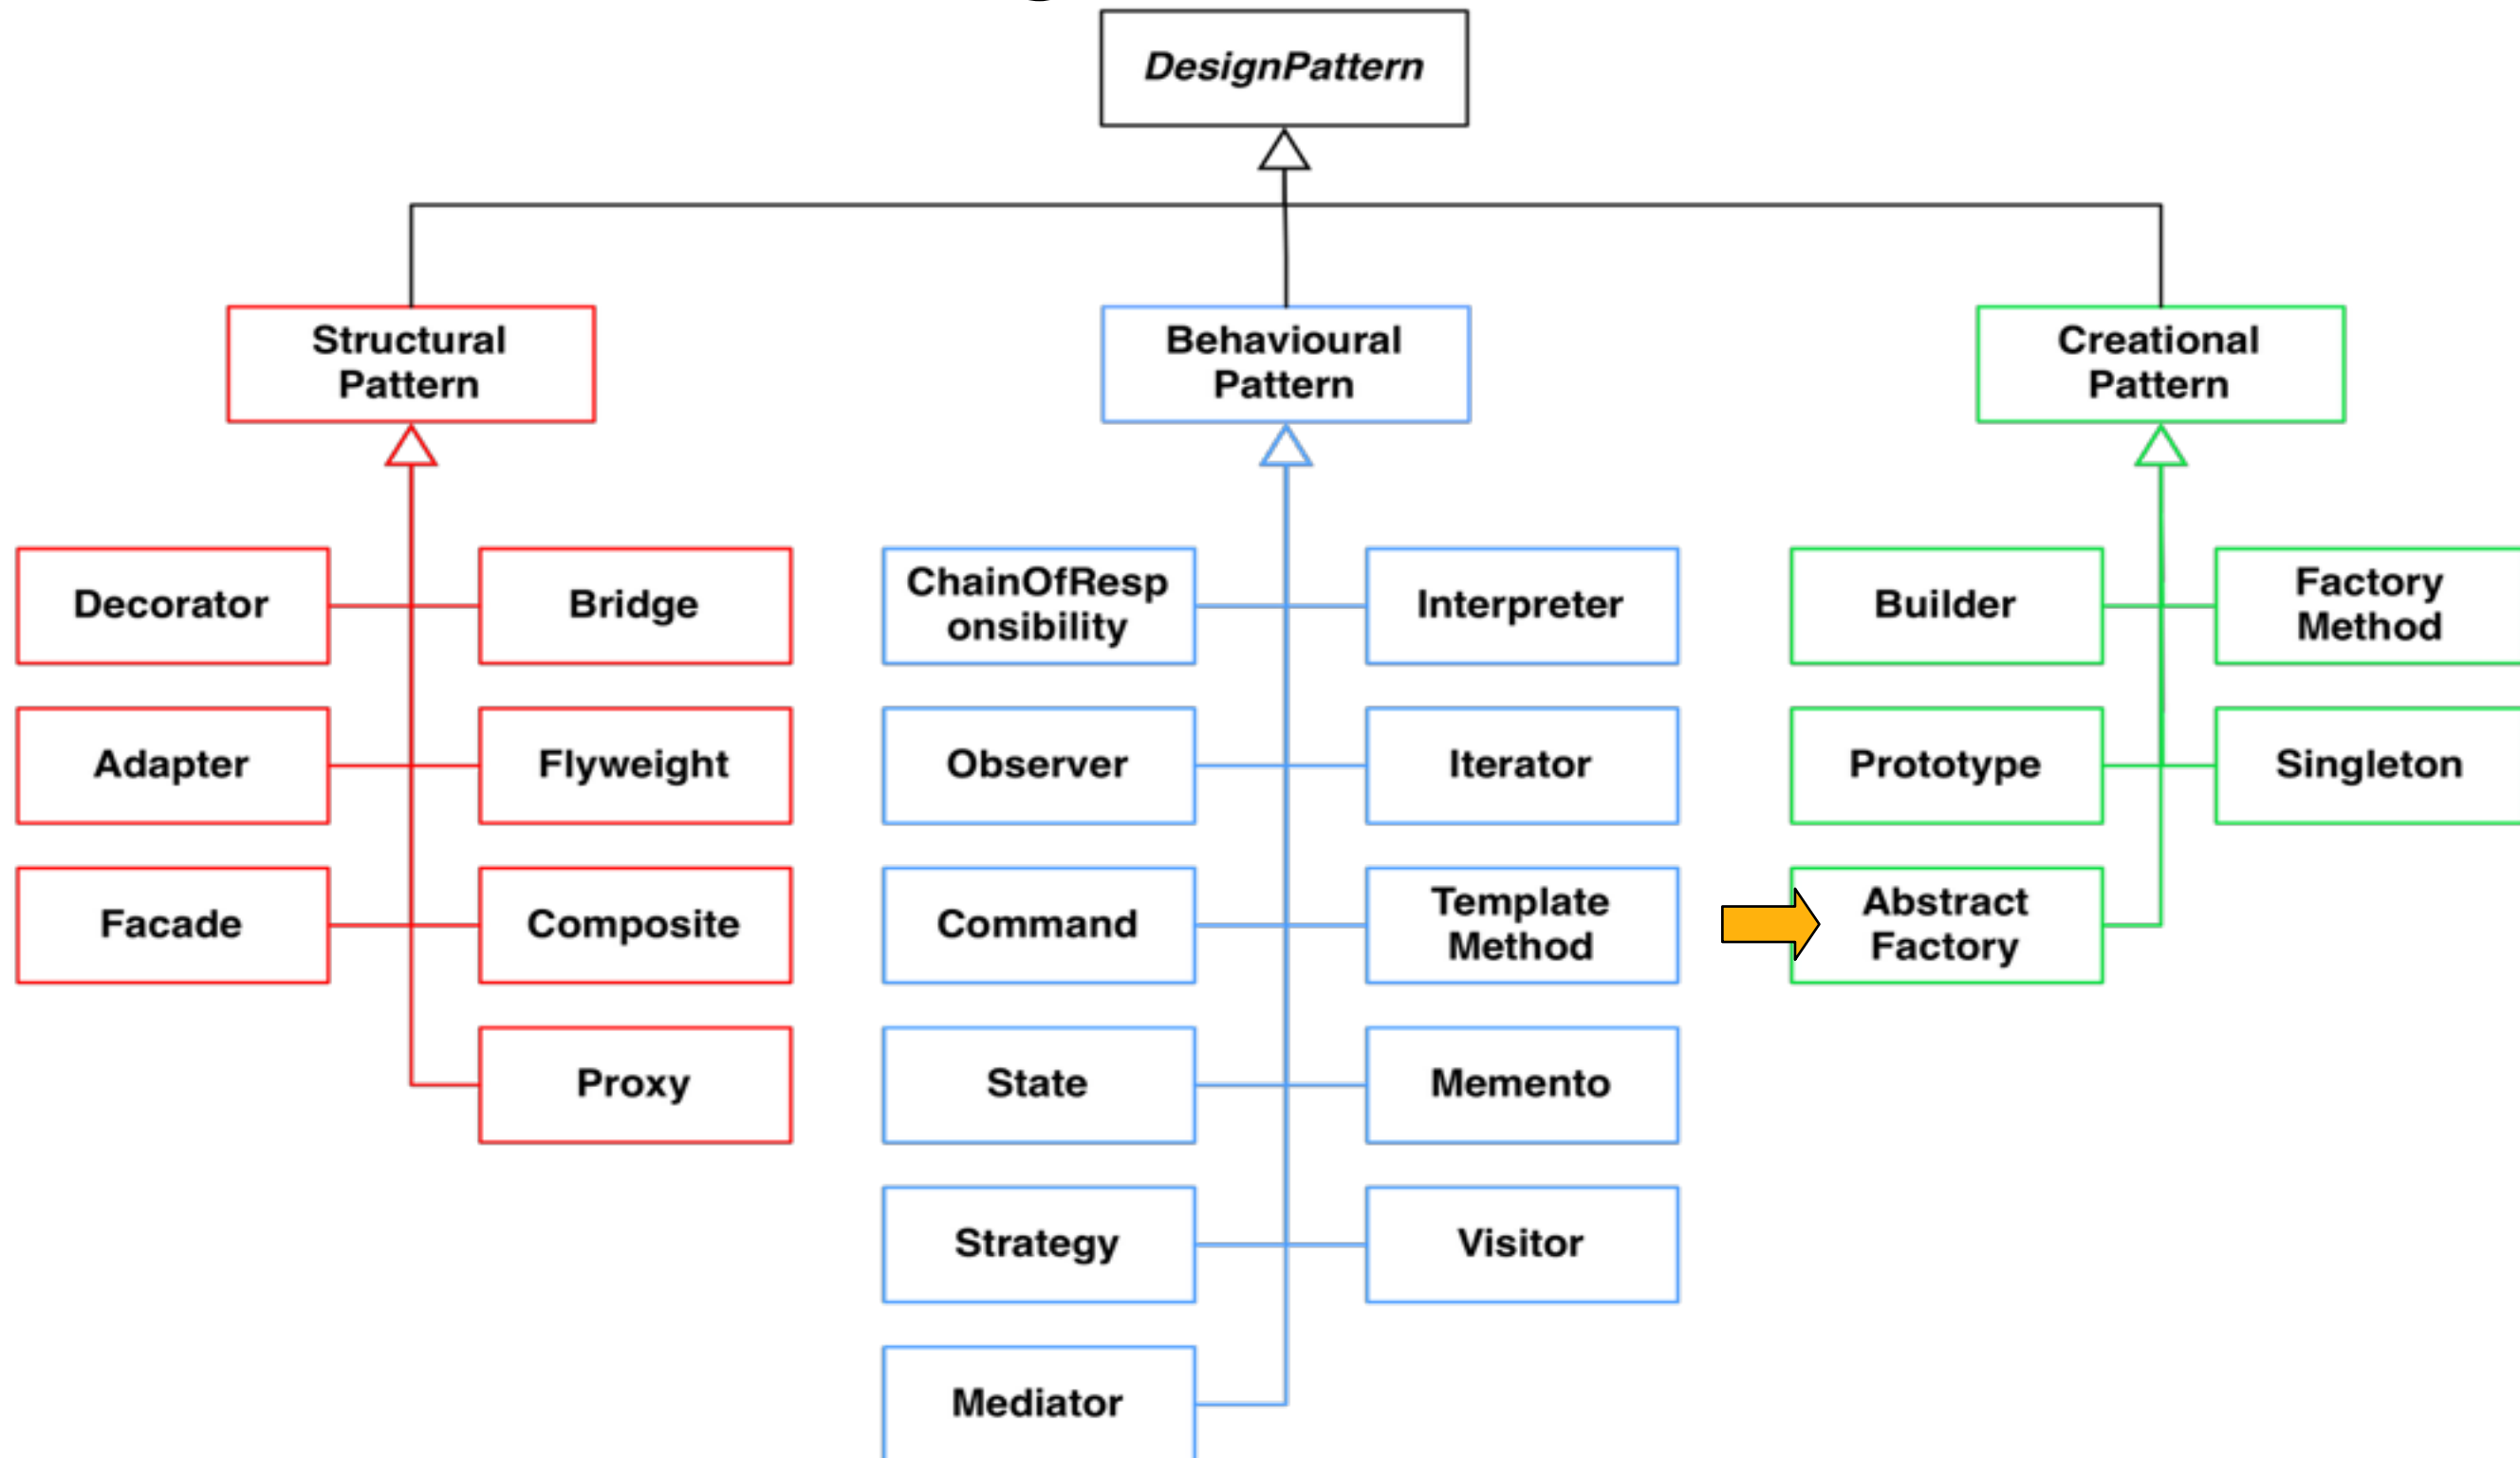 DesignPattern
Structural
Pattern
Behavioural
Pattern
Creational
Pattern
Decorator
Bridge
ChainOfResp
onsibility
Interpreter
Builder
Factory
Method
Adapter
Flyweight
Observer
Iterator
Prototype
Singleton
Facade
Composite
Command
Template
Method
Abstract
Factory
Proxy
State
Memento
Strategy
Visitor
Mediator